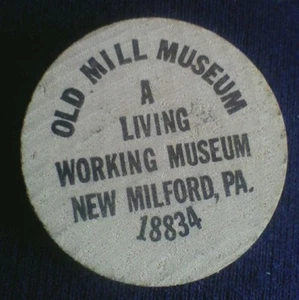 OLD MILL MUSEUM
A
LIVING
WORKING MUSEUM
NEW MILFORD, PA.
18834